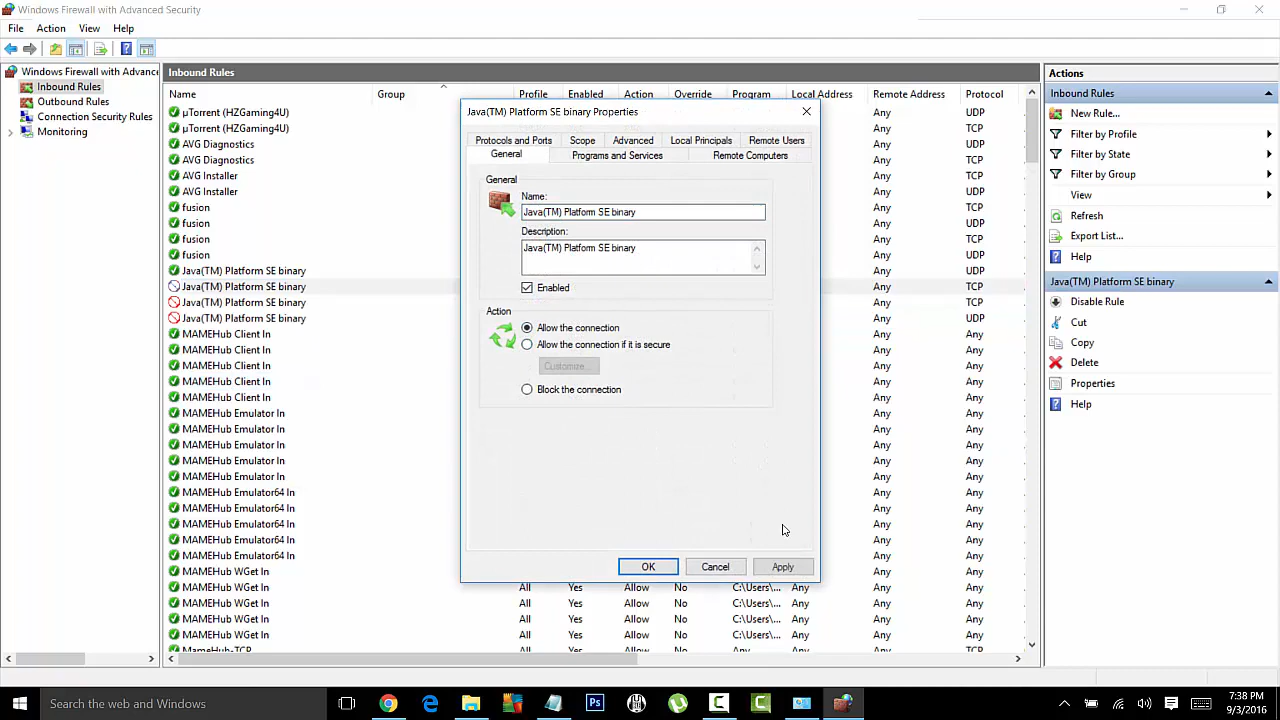 Windows Firewall with Advanced Security
File Action View Help
Windows Firewall with Advanc
Inbound Rules
Outbound Rules
Connection Security Rules
Monitoring
Inbound Rules
Name Group Profile Enabled Action Override Program Local Address Remote Address Protocol
µTorrent (HZGaming4U) Any UDP
µTorrent (HZGaming4U) Any TCP
AVG Diagnostics Any UDP
AVG Diagnostics Any TCP
AVG Installer Any UDP
AVG Installer Any TCP
fusion Any UDP
fusion Any UDP
fusion Any TCP
fusion Any TCP
Java(TM) Platform SE binary Any UDP
Java(TM) Platform SE binary Any TCP
Java(TM) Platform SE binary Any TCP
Java(TM) Platform SE binary Any UDP
MAMEHub Client In Any Any
MAMEHub Client In Any Any
MAMEHub Client In Any Any
MAMEHub Client In Any Any
MAMEHub Client In Any Any
MAMEHub Emulator In Any Any
MAMEHub Emulator In Any Any
MAMEHub Emulator In Any Any
MAMEHub Emulator In Any Any
MAMEHub Emulator In Any Any
MAMEHub Emulator64 In Any Any
MAMEHub Emulator64 In Any Any
MAMEHub Emulator64 In Any Any
MAMEHub Emulator64 In Any Any
MAMEHub Emulator64 In Any Any
MAMEHub WGet In Any Any
MAMEHub WGet In All Yes Allow No C:\Users\... Any Any Any
MAMEHub WGet In All Yes Allow No C:\Users\... Any Any Any
MAMEHub WGet In All Yes Allow No C:\Users\... Any Any Any
MAMEHub WGet In All Yes Allow No C:\Users\... Any Any Any
MameHub-TCP All Yes Allow No Any Any Any TCP
Java(TM) Platform SE binary Properties
Protocols and Ports Scope Advanced Local Principals Remote Users
General Programs and Services Remote Computers
General
Name:
Java(TM) Platform SE binary
Description:
Java(TM) Platform SE binary
Enabled
Action
Allow the connection
Allow the connection if it is secure
Customize...
Block the connection
OK Cancel Apply
Actions
Inbound Rules
New Rule...
Filter by Profile
Filter by State
Filter by Group
View
Refresh
Export List...
Help
Java(TM) Platform SE binary
Disable Rule
Cut
Copy
Delete
Properties
Help
Search the web and Windows
Ps
7:38 PM
9/3/2016